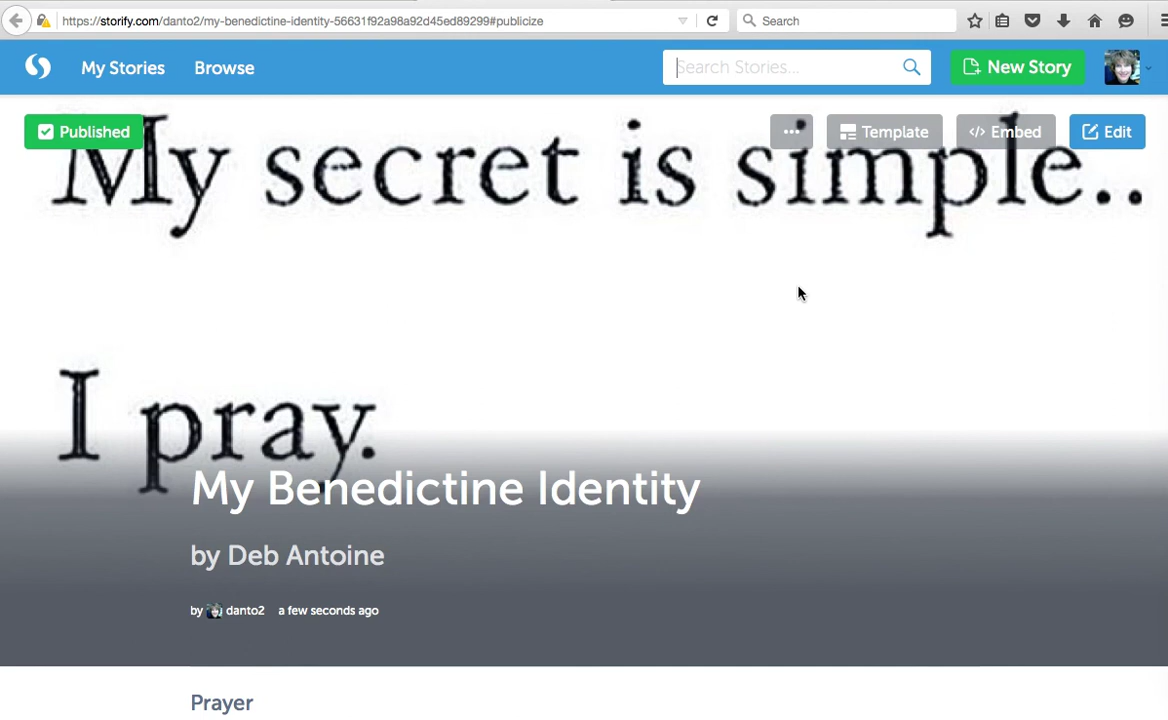 https://storify.com/danto2/my-benedictine-identity-56631f92a98a92d45ed89299#publicize
Search
My Stories
Browse
Search Stories...
New Story
Published
...
Template
</> Embed
Edit
My secret is simple..
I pray.
My Benedictine Identity
by Deb Antoine
by danto2 a few seconds ago
Prayer